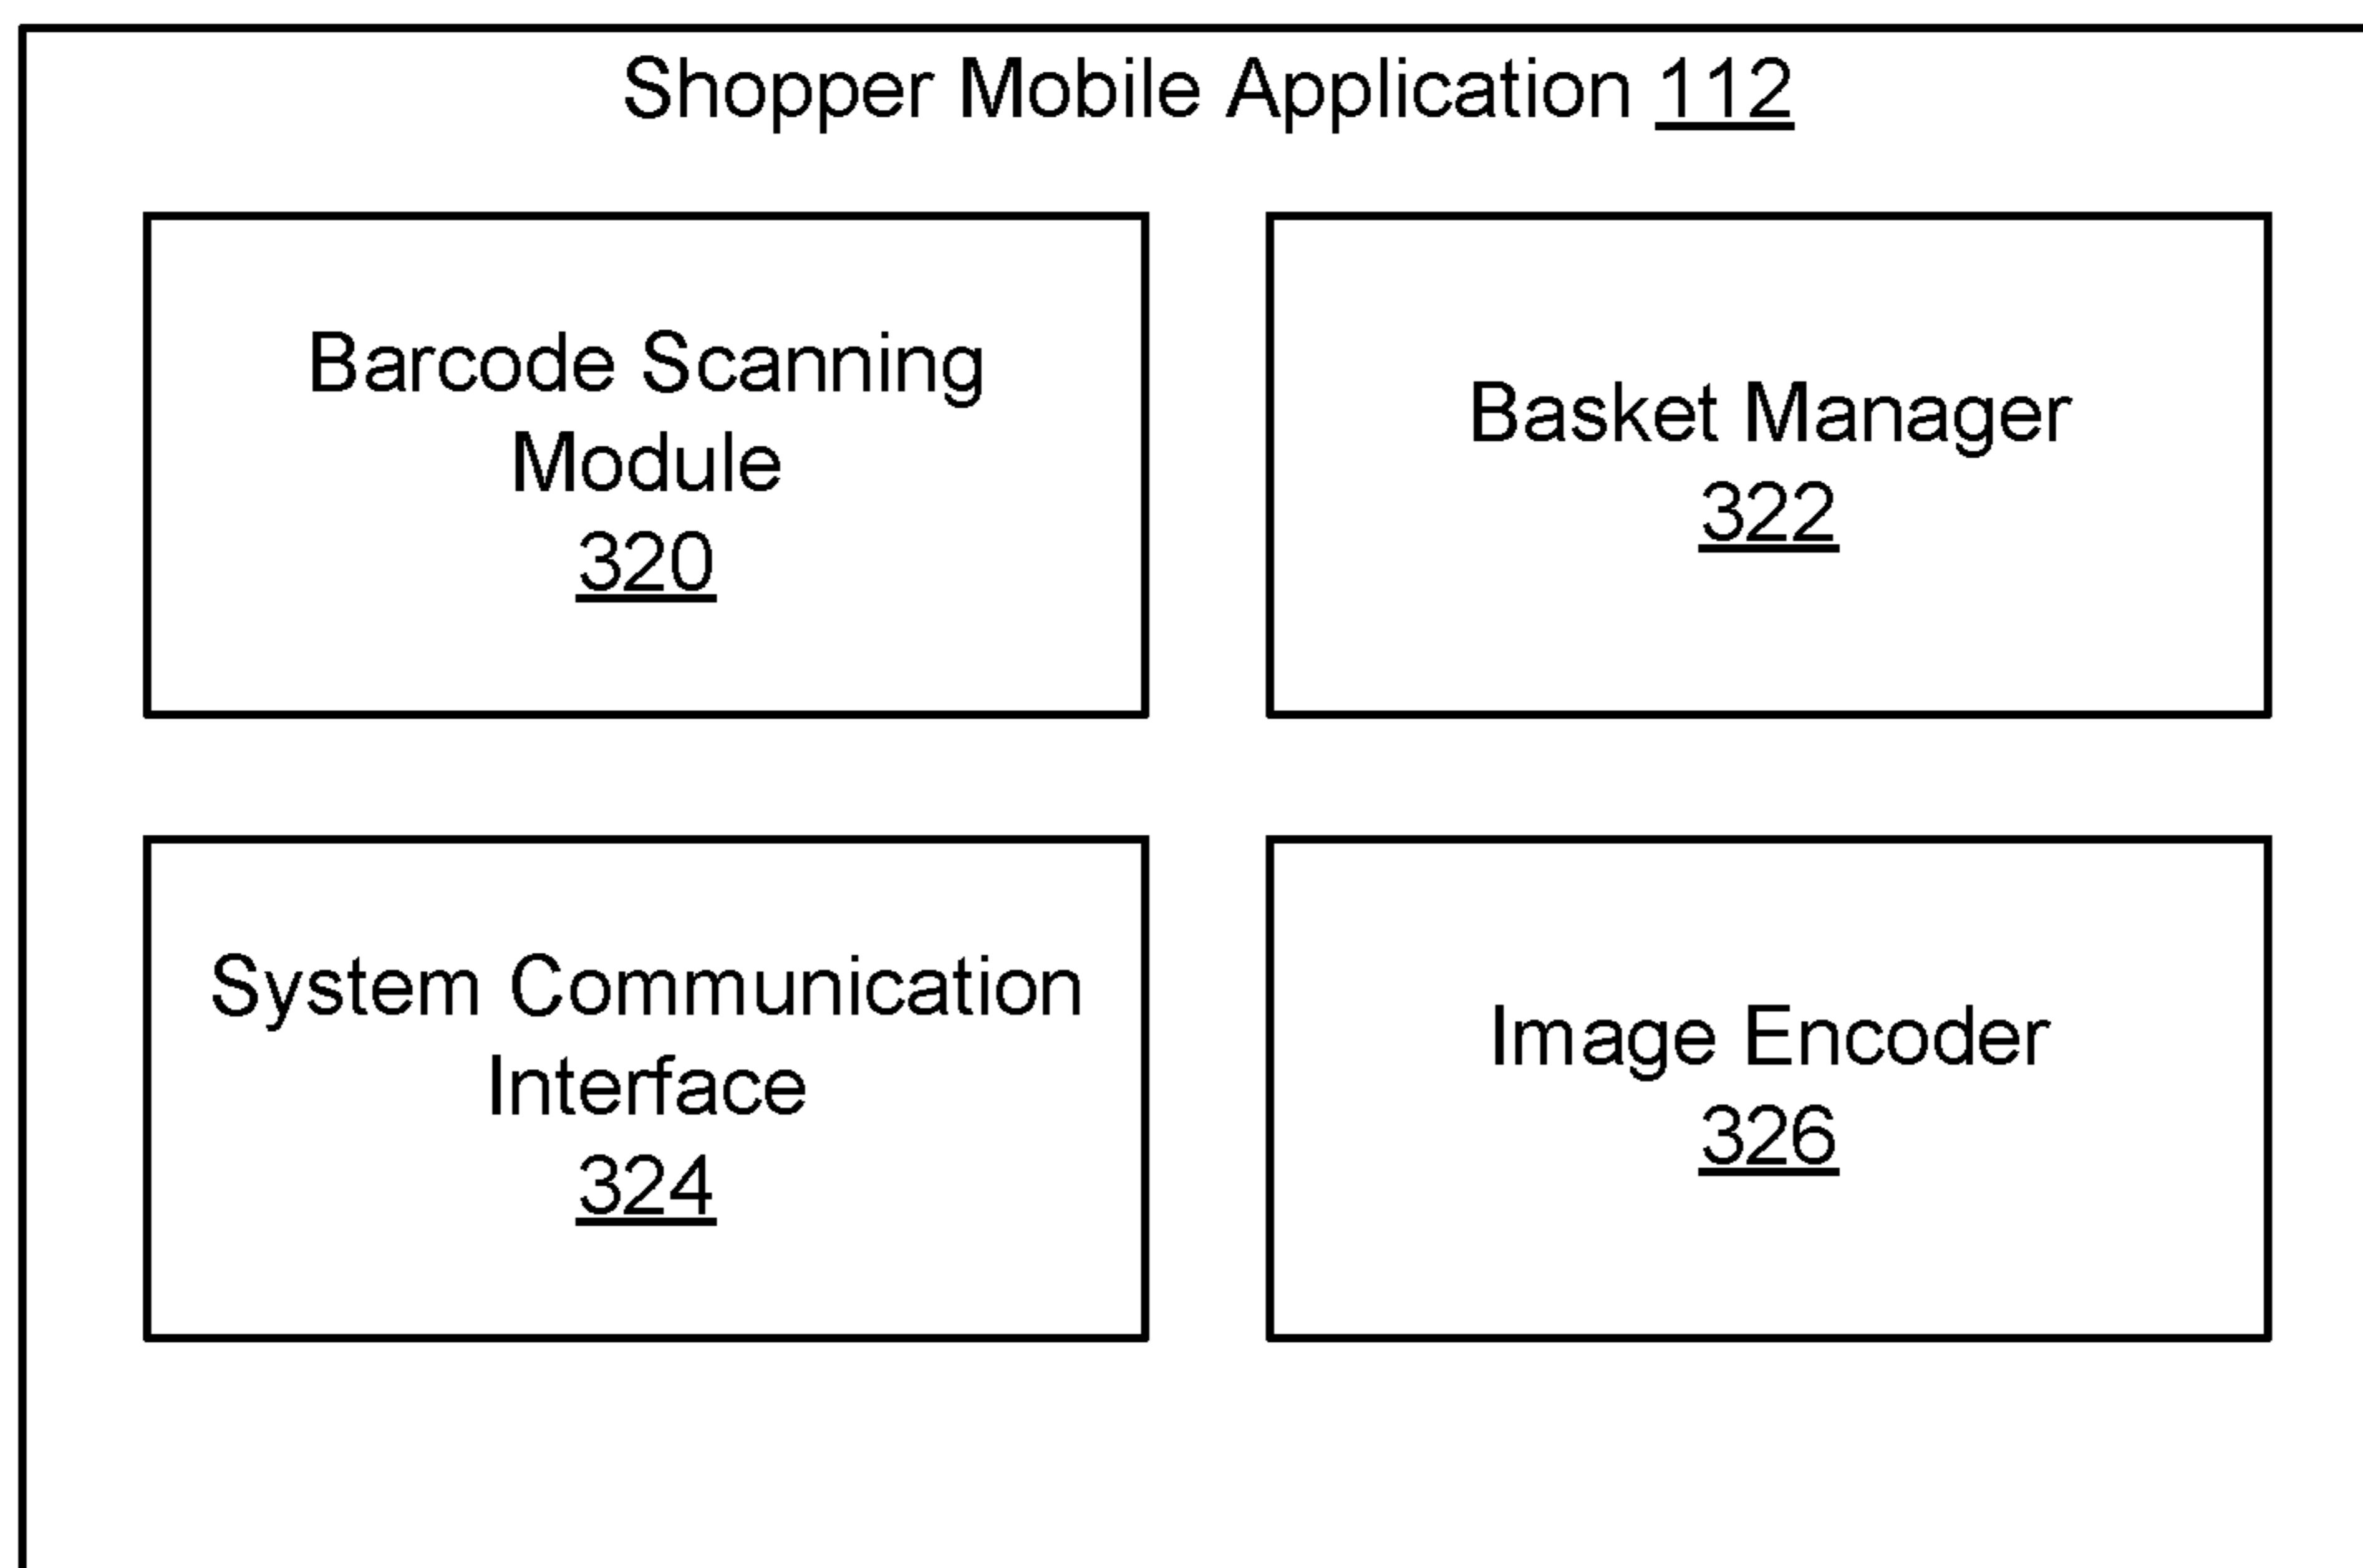 Shopper Mobile Application 112
Barcode Scanning
Module
320
Basket Manager
322
System Communication
Interface
324
Image Encoder
326